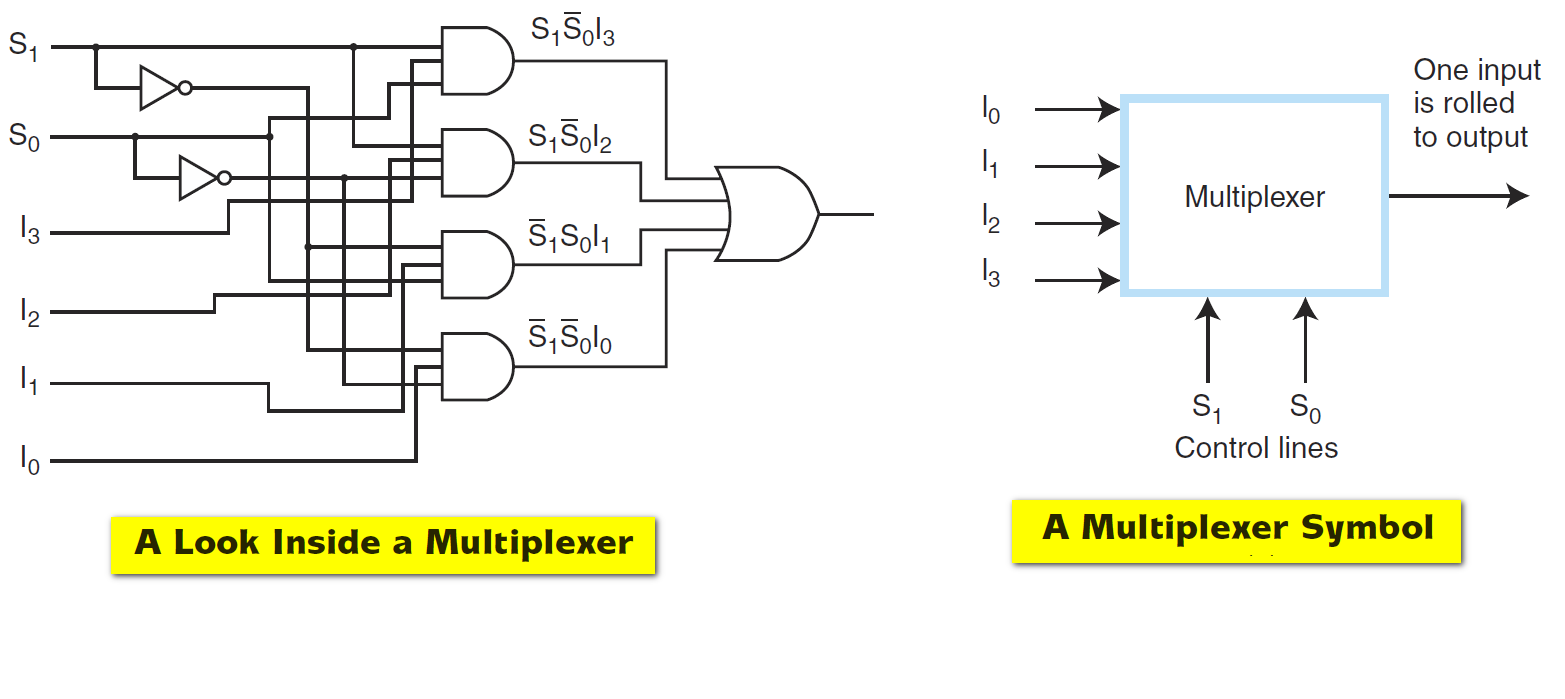 S₁
S₀
I₃
I₂
I₁
I₀
S₁S̅₀I₃
S₁S̅₀I₂
S̅₁S₀I₁
S̅₁S̅₀I₀
A Look Inside a Multiplexer
I₀
I₁
I₂
I₃
Multiplexer
One input
is rolled
to output
S₁ S₀
Control lines
A Multiplexer Symbol